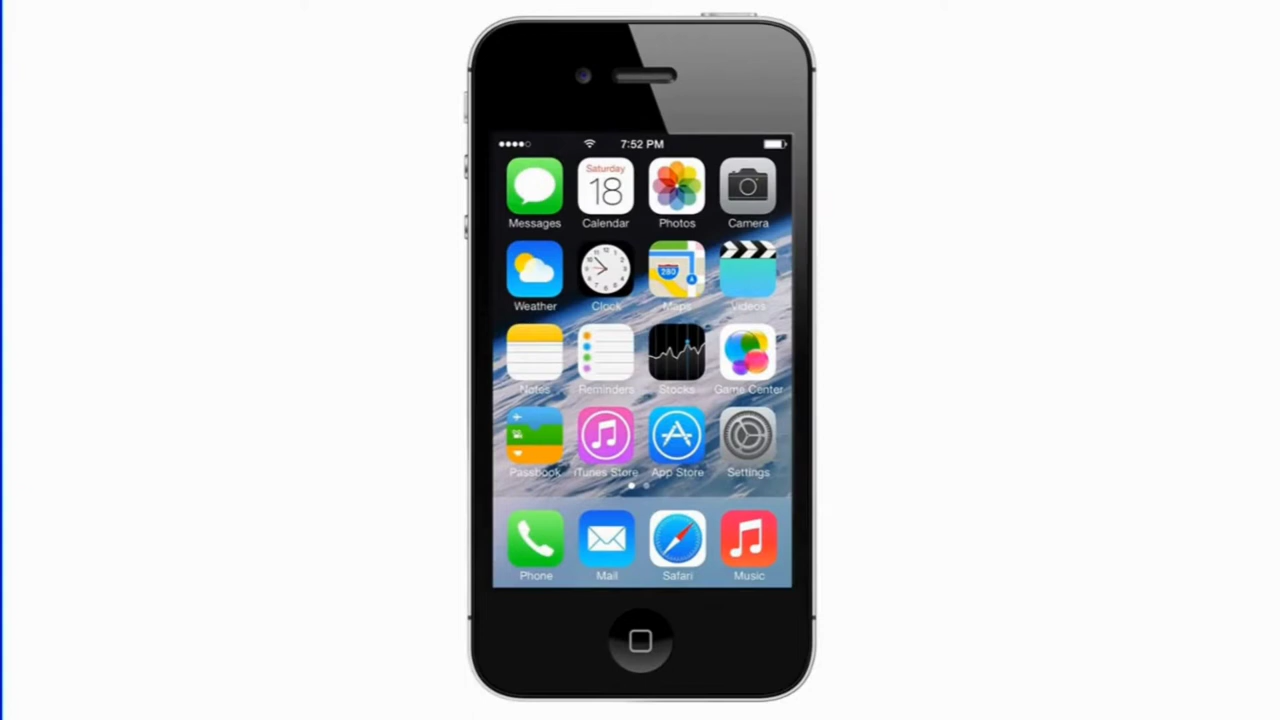 7:52 PM
Saturday
18
Messages Calendar Photos Camera
280
Weather Clock Maps Videos
Notes Reminders Stocks Game Center
Passbook iTunes Store App Store Settings
Phone Mail Safari Music